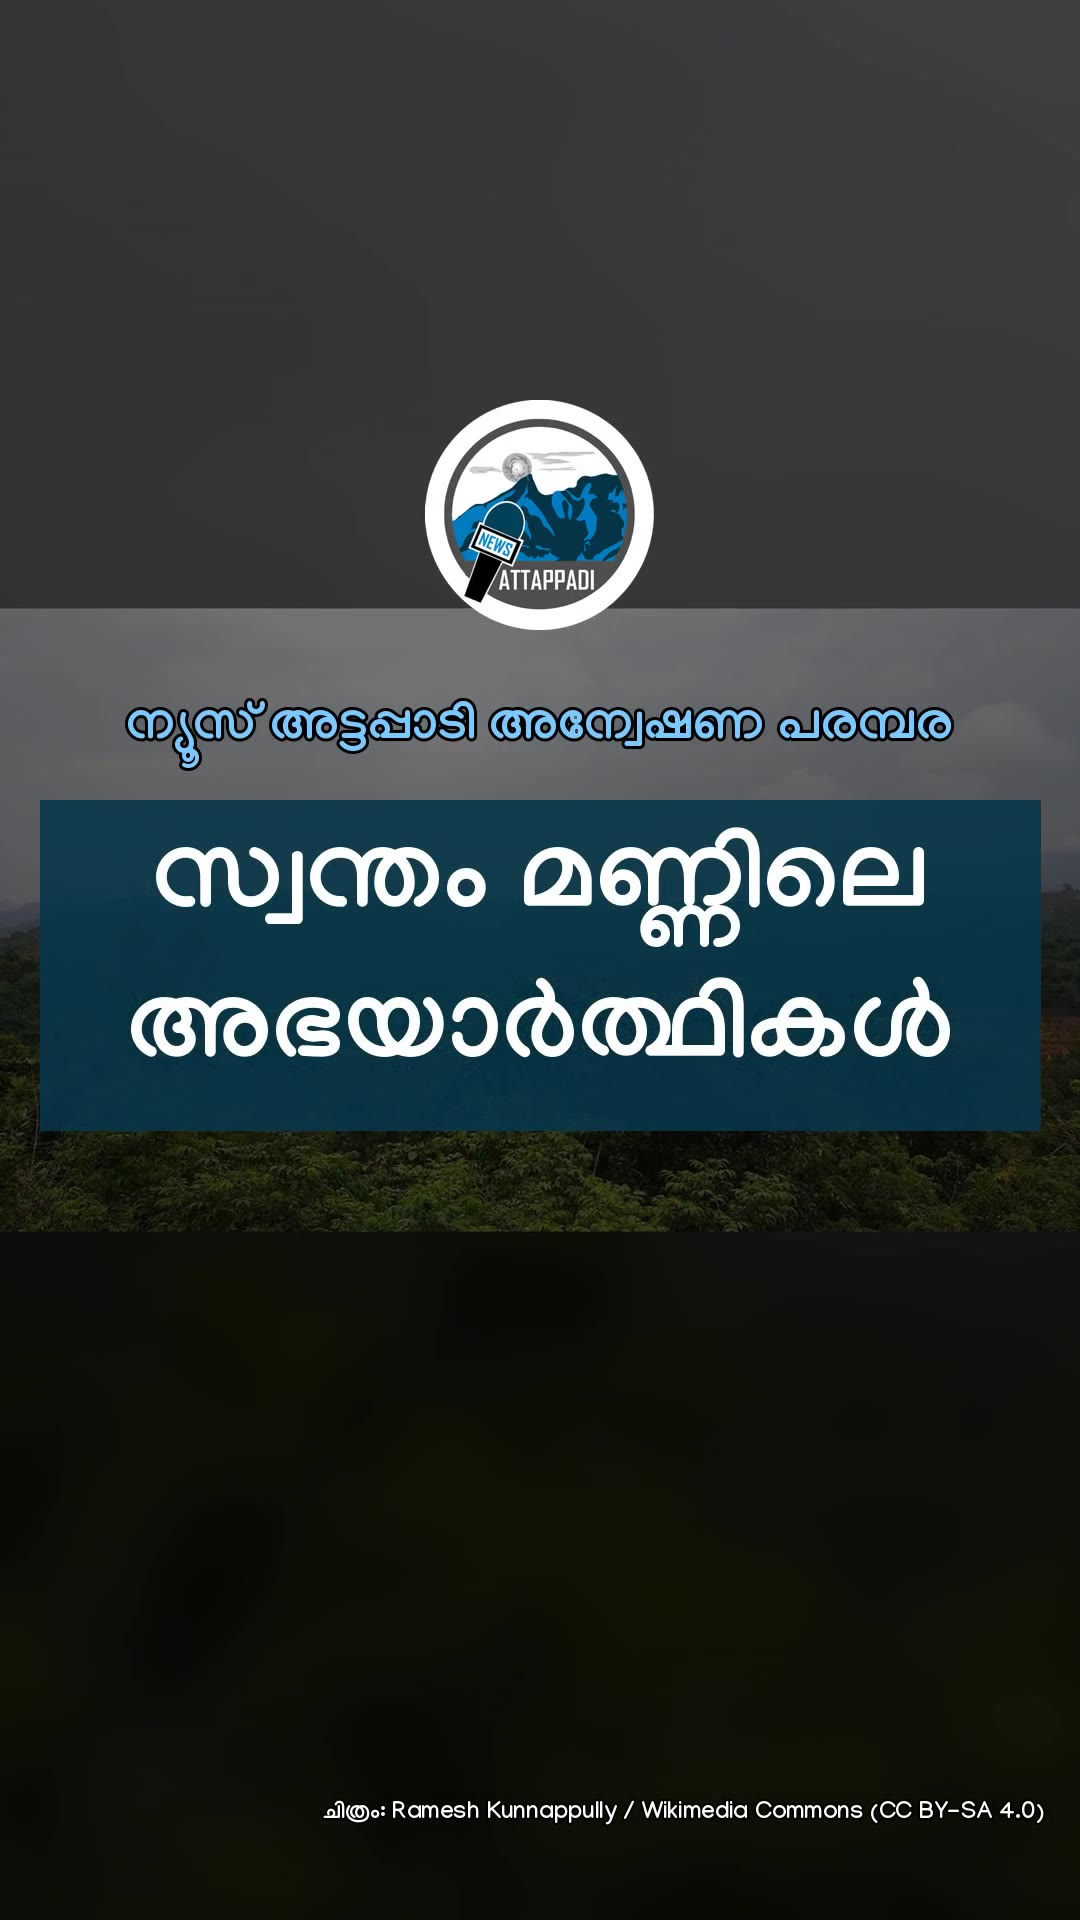 NEWS
ATTAPPADI
ന്യൂസ് അട്ടപ്പാടി അന്വേഷണ പരമ്പര
സ്വന്തം മണ്ണിലെ
അഭയാർത്ഥികൾ
ചിത്രം: Ramesh Kunnappully / Wikimedia Commons (CC BY-SA 4.0)